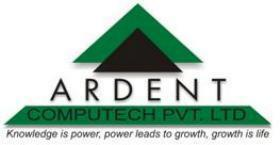 ARDENT
COMPUTECH PVT. LTD
Knowledge is power, power leads to growth, growth is life